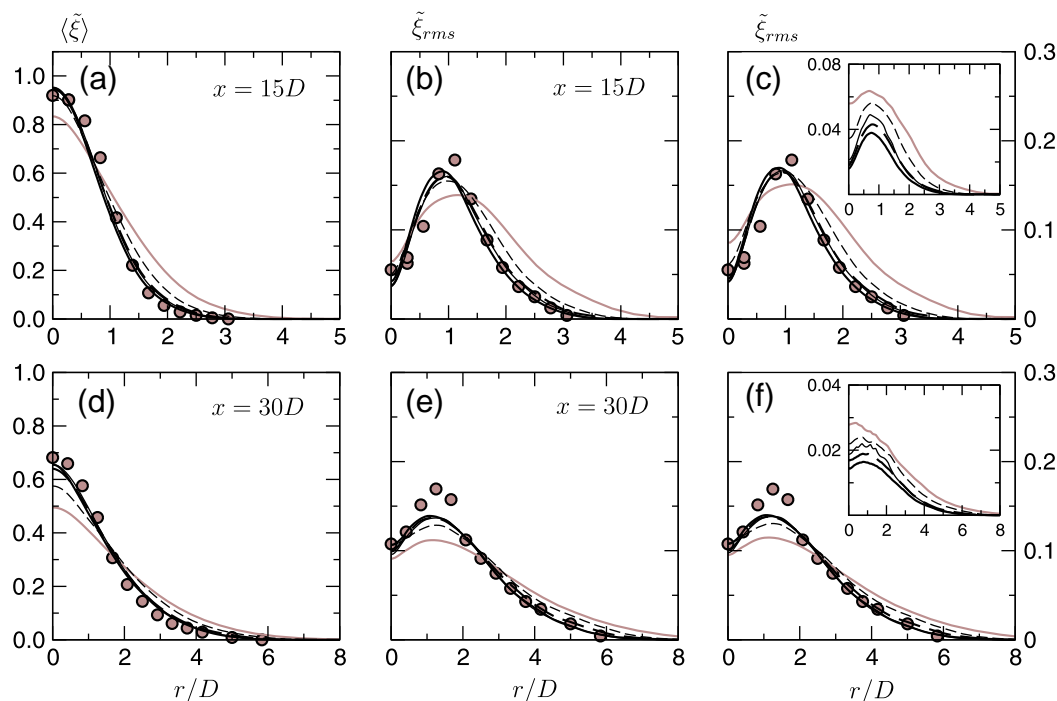 ⟨ξ̃⟩ ξ̃rms ξ̃rms
(a) x = 15D
1.0
0.8
0.6
0.4
0.2
0.0
0 1 2 3 4 5
(b) x = 15D
0 1 2 3 4 5
(c)
0.08
0.04
0 1 2 3 4 5
0.3
0.2
0.1
0
0 1 2 3 4 5
(d) x = 30D
1.0
0.8
0.6
0.4
0.2
0.0
0 2 4 6 8
r/D
(e) x = 30D
0 2 4 6 8
r/D
(f)
0.04
0.02
0 2 4 6 8
0.3
0.2
0.1
0
0 2 4 6 8
r/D